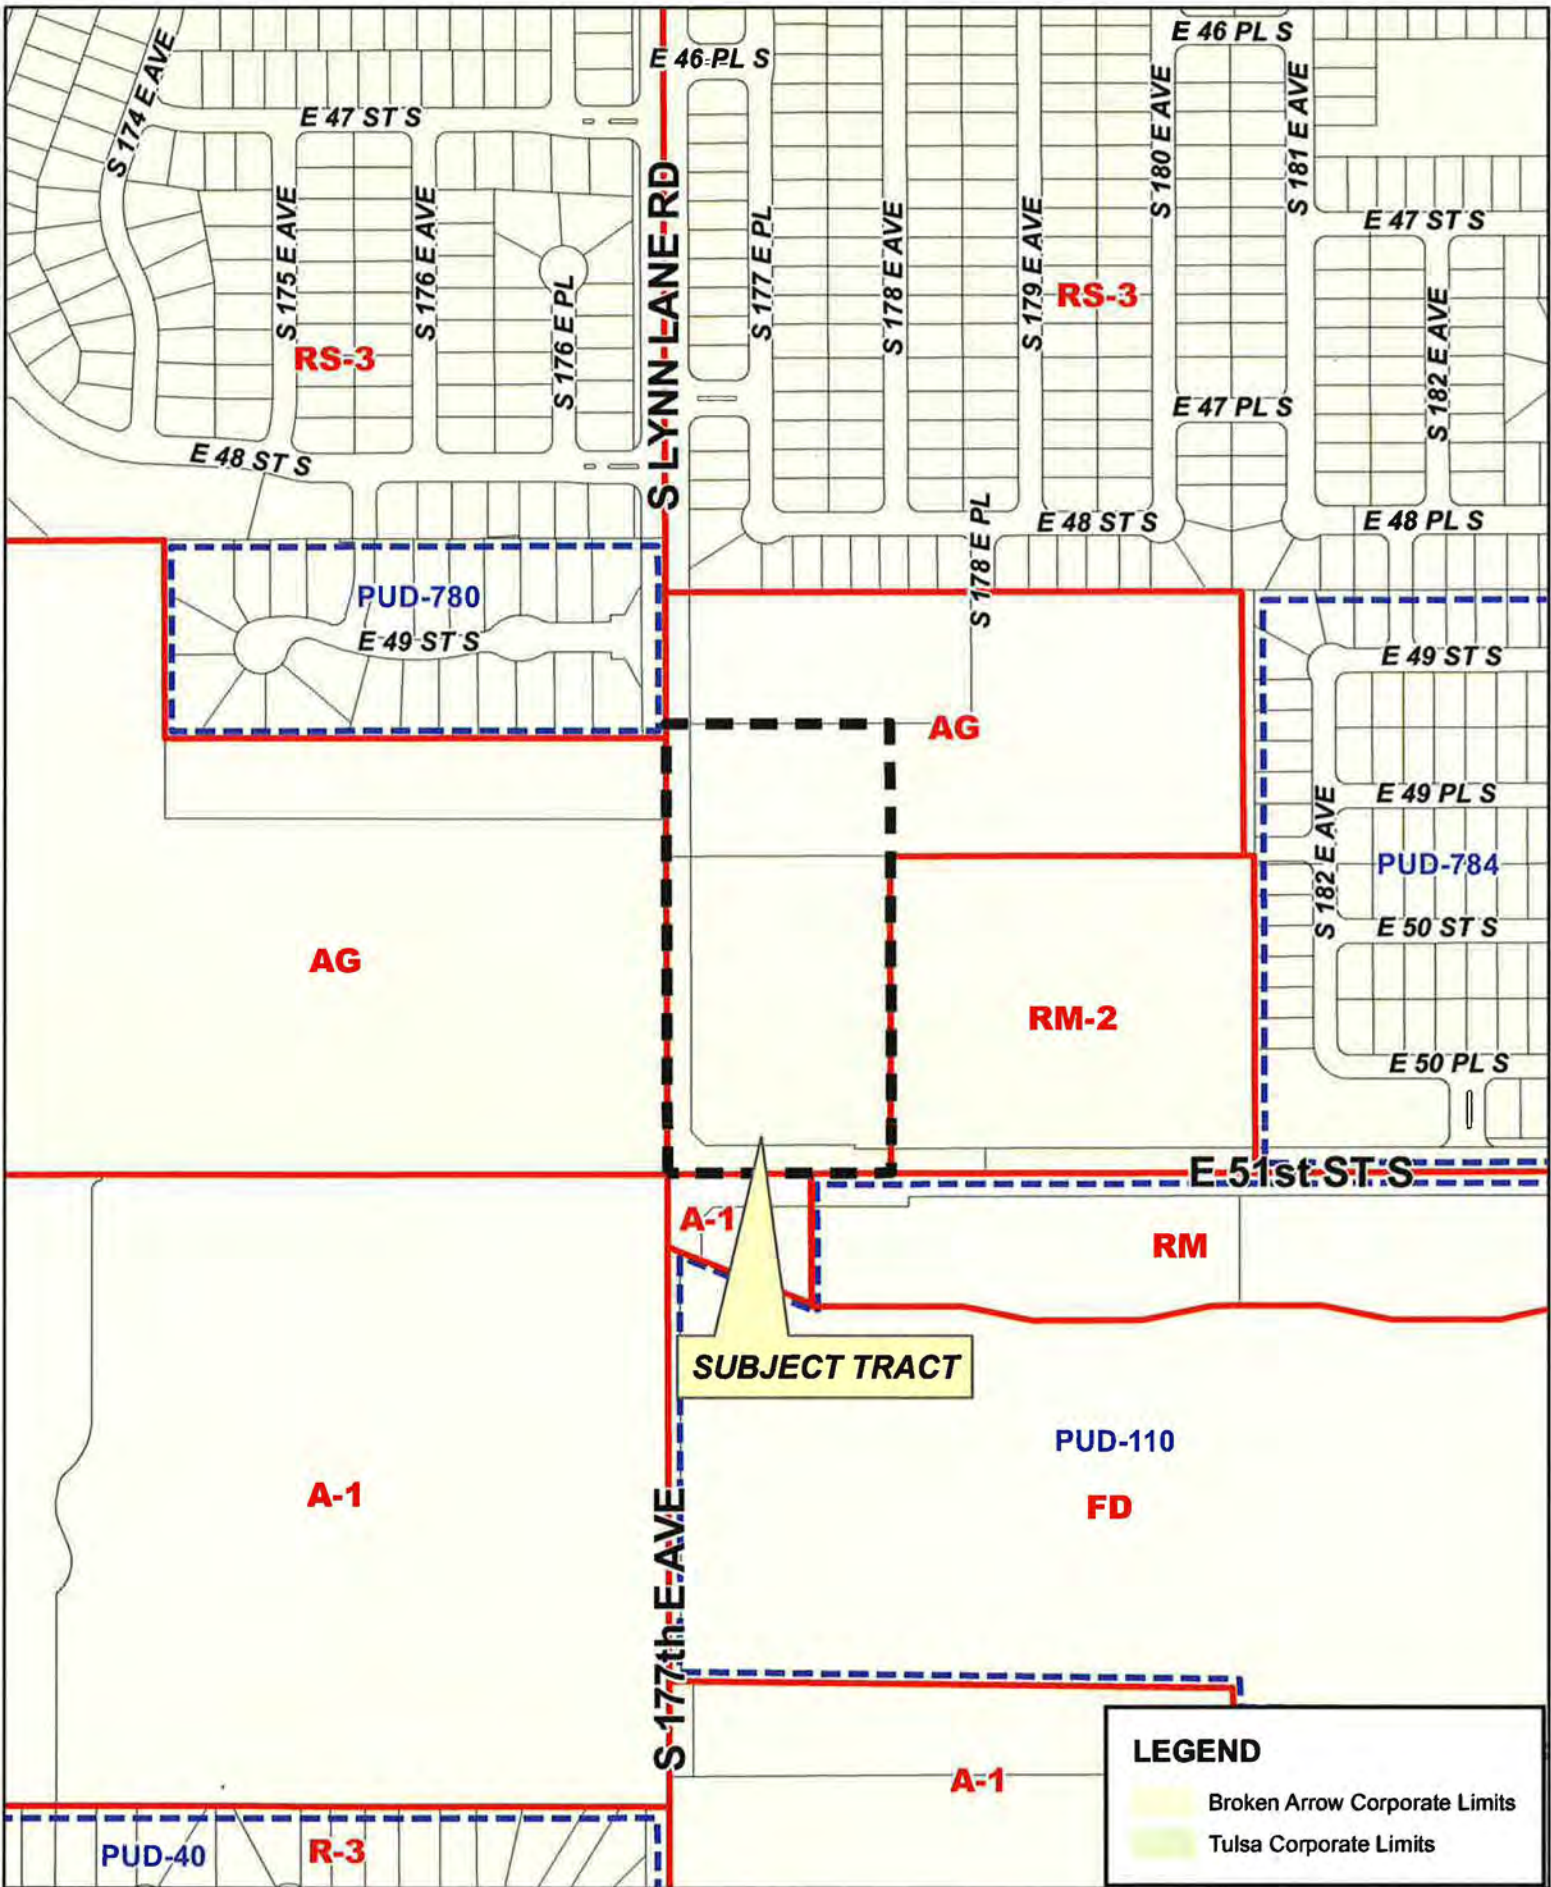 E 46 PL S
E 46 PL S
S 174 E AVE
E 47 ST S
S 180 E AVE
S 181 E AVE
S 175 E AVE
S 176 E AVE
S LYNN LANE RD
S 177 E PL
S 178 E AVE
S 179 E AVE
E 47 ST S
S 176 E PL
RS-3
RS-3
S 182 E AVE
E 47 PL S
E 48 ST S
S 178 E PL
E 48 ST S
E 48 PL S
PUD-780
E 49 ST S
E 49 ST S
AG
E 49 PL S
S 182 E AVE
PUD-784
E 50 ST S
AG
RM-2
E 50 PL S
E 51st ST S
A-1
RM
SUBJECT TRACT
PUD-110
FD
A-1
S 177th E AVE
A-1
PUD-40
R-3
LEGEND
Broken Arrow Corporate Limits
Tulsa Corporate Limits